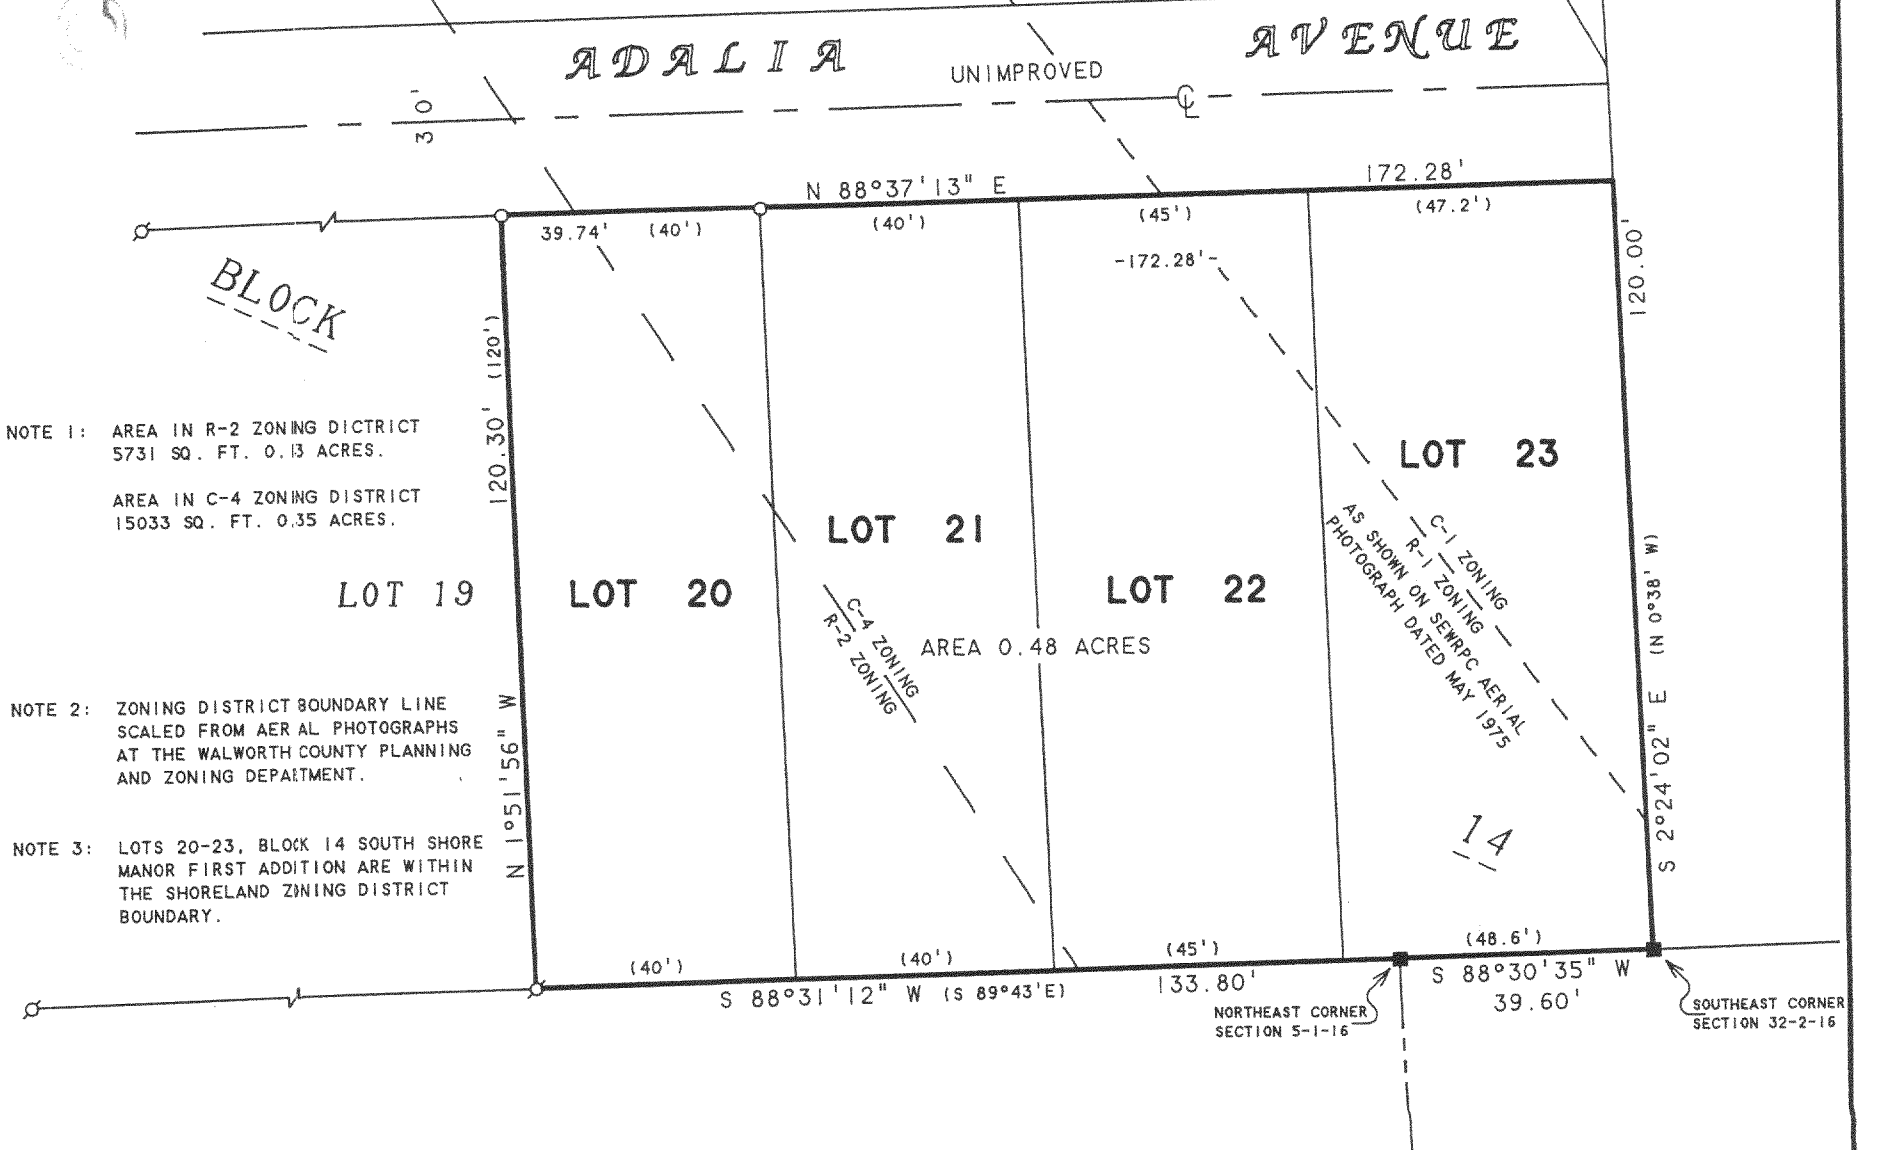 ADALIA AVENUE
UNIMPROVED
30'
CL
N 88°37'13" E
172.28'
39.74' (40')
(40')
(45')
(47.2')
-172.28'-
120.00'
BLOCK
120.30' (120')
NOTE 1: AREA IN R-2 ZONING DICTRICT
5731 SQ. FT. 0.13 ACRES.
AREA IN C-4 ZONING DISTRICT
15033 SQ. FT. 0.35 ACRES.
LOT 19
LOT 20
LOT 21
LOT 22
LOT 23
C-1 ZONING
R-1 ZONING
AS SHOWN ON SEWRPC AERIAL
PHOTOGRAPH DATED MAY 1975
C-4 ZONING
R-2 ZONING
AREA 0.48 ACRES
N 1°51'56" W
S 2°24'02" E (N 0°38' W)
NOTE 2: ZONING DISTRICT BOUNDARY LINE
SCALED FROM AER AL PHOTOGRAPHS
AT THE WALWORTH COUNTY PLANNING
AND ZONING DEPAITMENT.
14
NOTE 3: LOTS 20-23, BLOCK 14 SOUTH SHORE
MANOR FIRST ADDITION ARE WITHIN
THE SHORELAND ZINING DISTRICT
BOUNDARY.
(40')
(40')
(45')
(48.6')
S 88°31'12" W (S 89°43'E)
133.80'
S 88°30'35" W
39.60'
NORTHEAST CORNER
SECTION 5-1-16
SOUTHEAST CORNER
SECTION 32-2-16